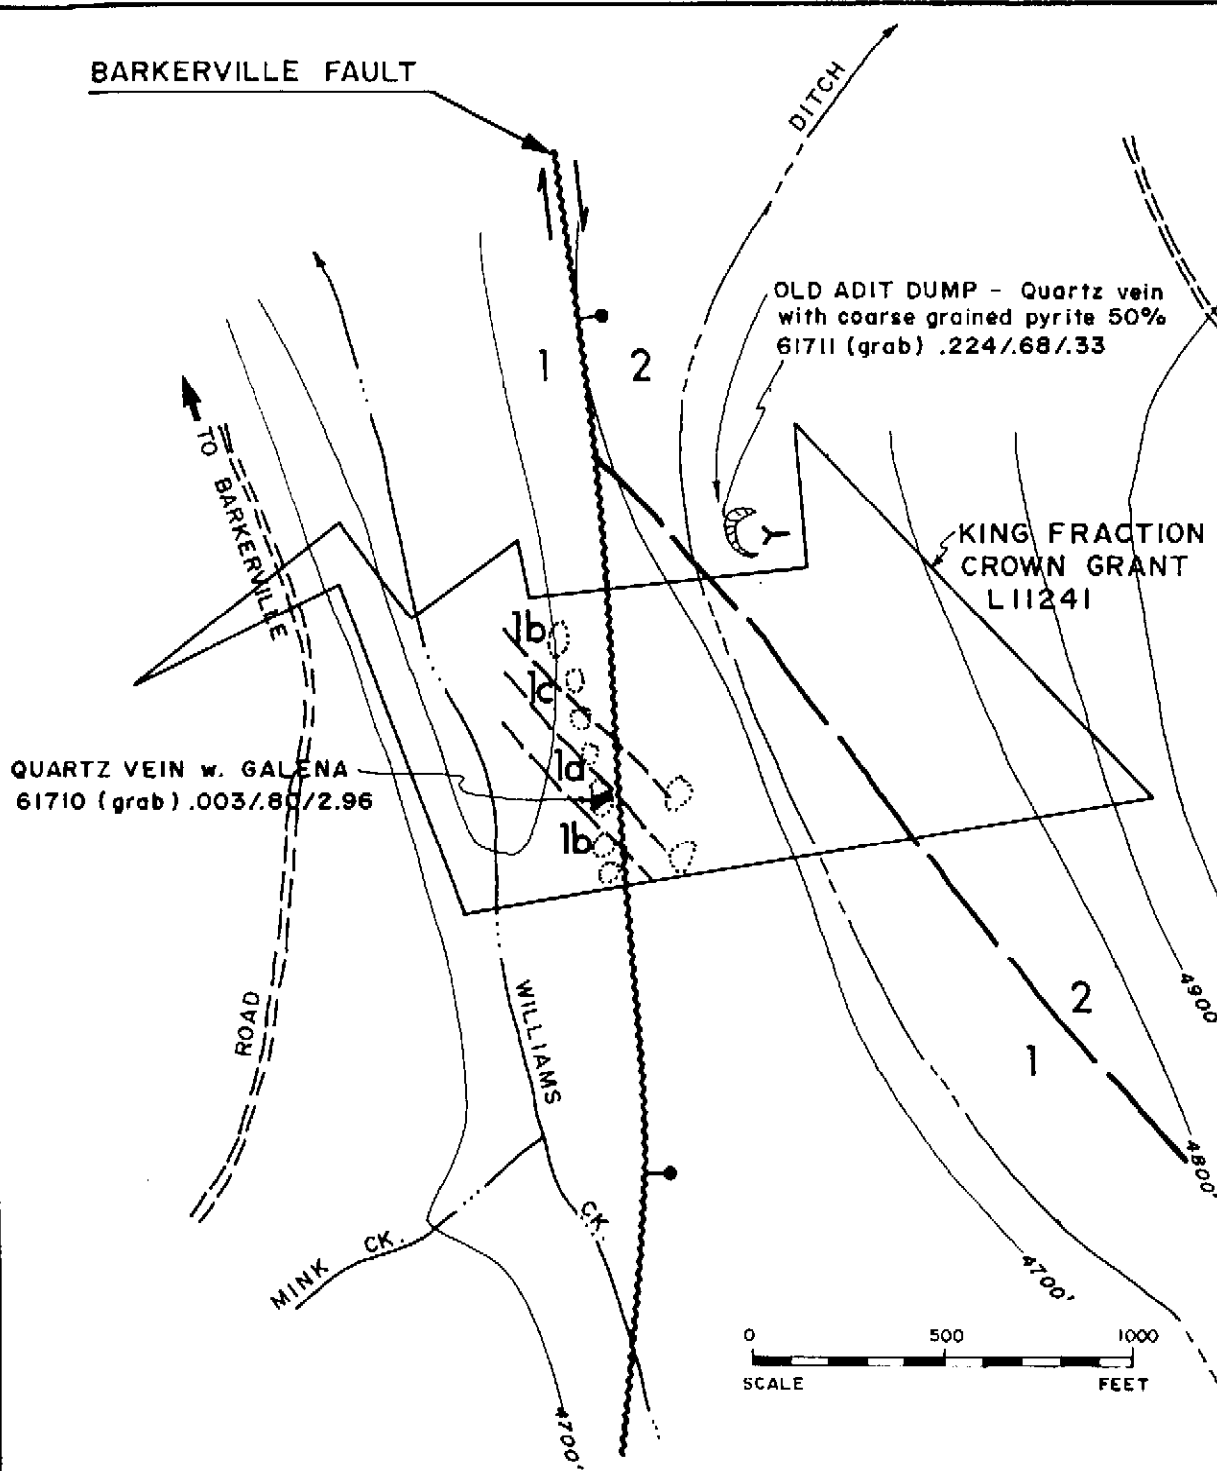 BARKERVILLE FAULT
DITCH
OLD ADIT DUMP - Quartz vein
with coarse grained pyrite 50%
61711 (grab) .224/.68/.33
1
2
TO BARKERVILLE
KING FRACTION
CROWN GRANT
L11241
1b
1c
QUARTZ VEIN w. GALENA
61710 (grab) .003/.80/2.96
1d
1b
ROAD
WILLIAMS
CK.
2
1
4900'
4800'
MINK CK.
4700'
4700'
0 500 1000
SCALE FEET